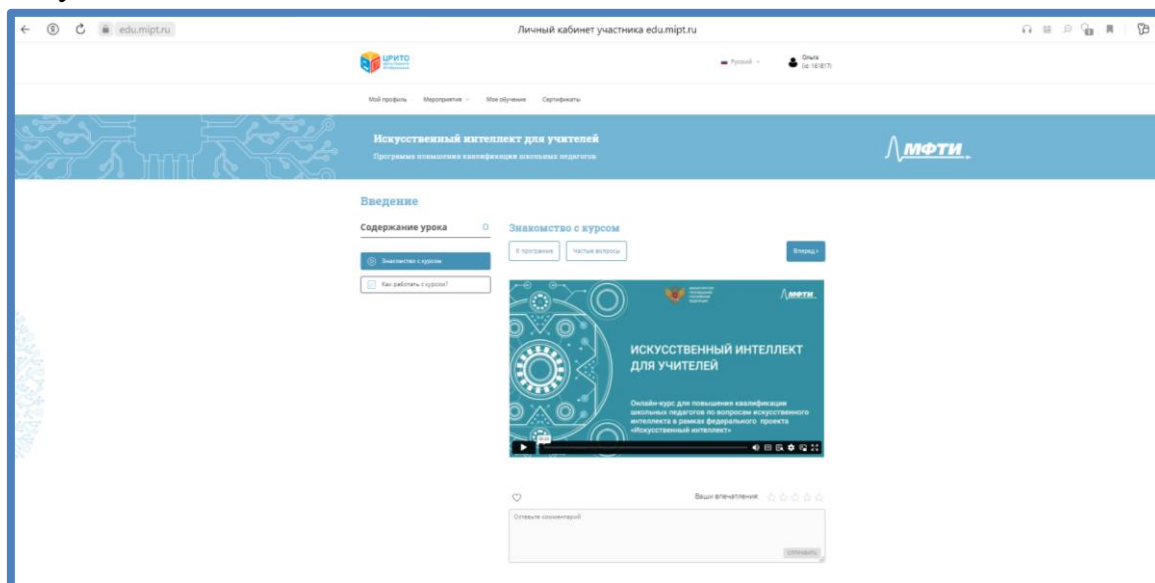 edu.mipt.ru
Личный кабинет участника edu.mipt.ru
ЦРИТО
Русский
Ольга
(id: 161817)
Мой профиль Мероприятия Мое обучение Сертификаты
Искусственный интеллект для учителей
Программа повышения квалификации школьных педагогов
МФТИ
Введение
Содержание урока
Знакомство с курсом
Как работать с курсом?
Знакомство с курсом
К программе Частые вопросы Вперед ›
МФТИ
ИСКУССТВЕННЫЙ ИНТЕЛЛЕКТ
ДЛЯ УЧИТЕЛЕЙ
Онлайн-курс для повышения квалификации
школьных педагогов по вопросам искусственного
интеллекта в рамках федерального проекта
«Искусственный интеллект»
Ваши впечатления:
Оставьте комментарий
ОТПРАВИТЬ